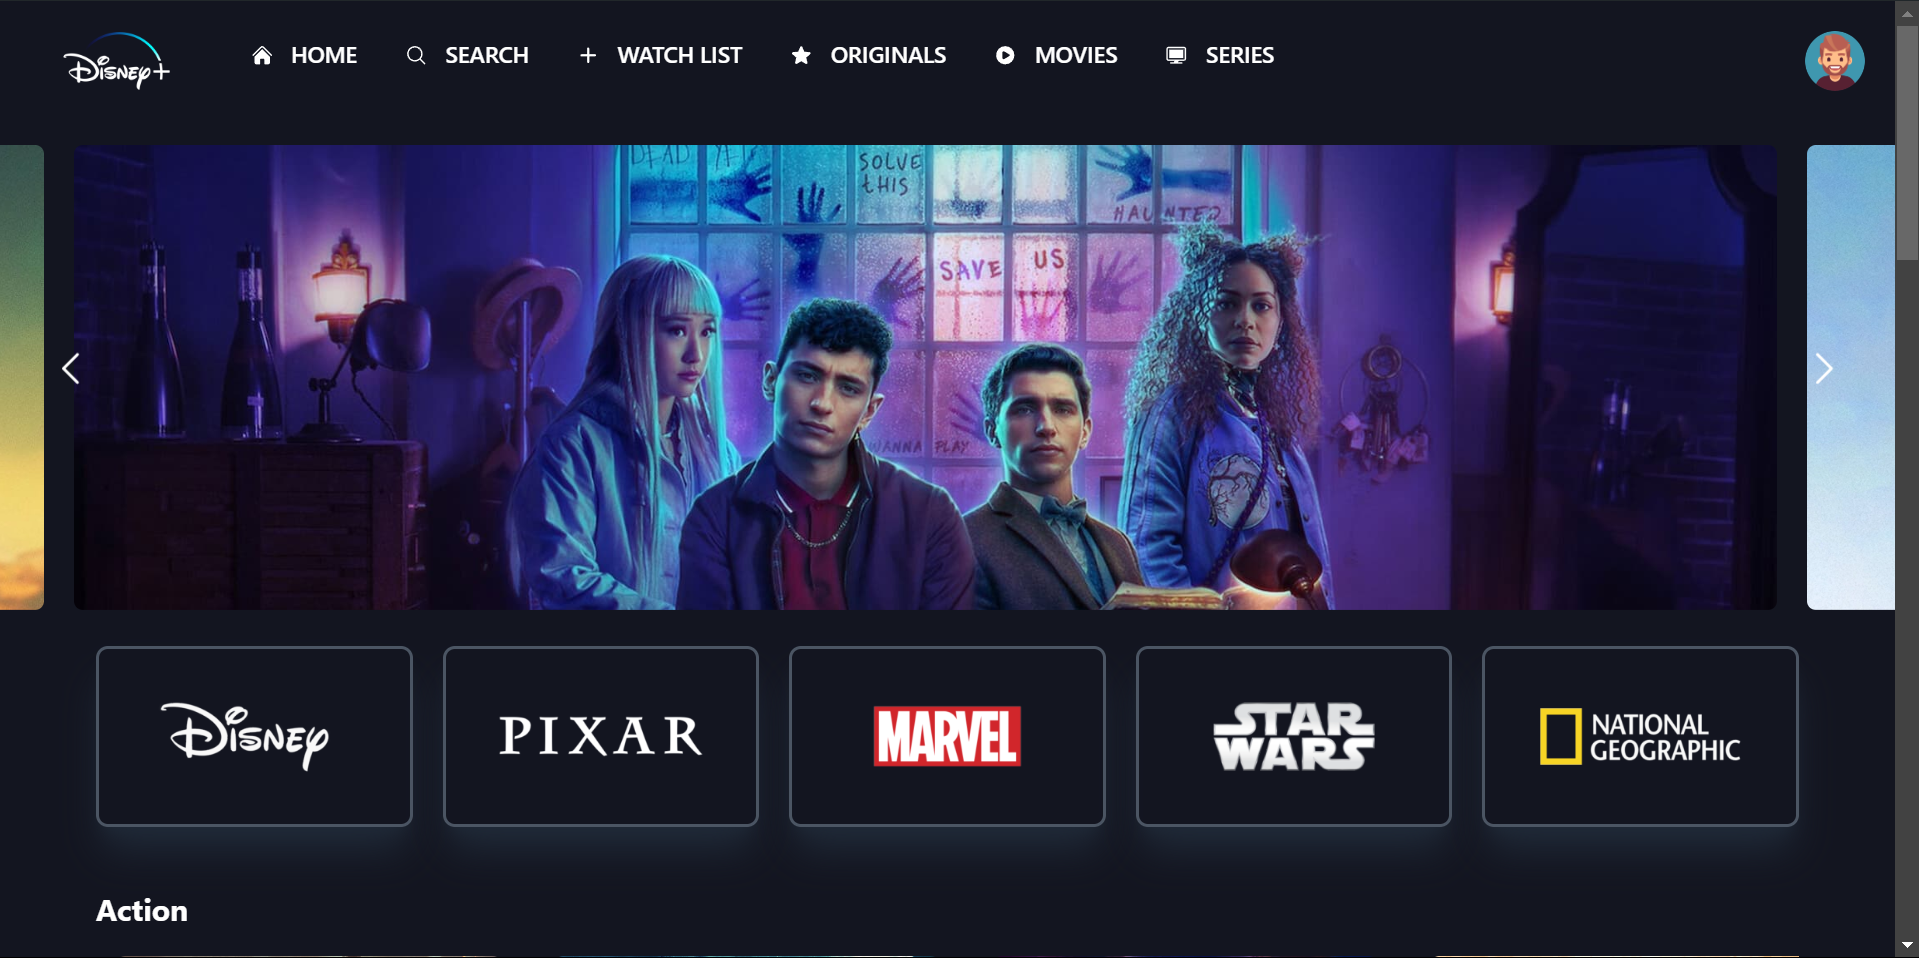 Disney+
HOME
SEARCH
WATCH LIST
ORIGINALS
MOVIES
SERIES
SOLVE
THIS
HAUNTED
SAVE US
WANNA PLAY
Disney
PIXAR
MARVEL
STAR
WARS
NATIONAL
GEOGRAPHIC
Action